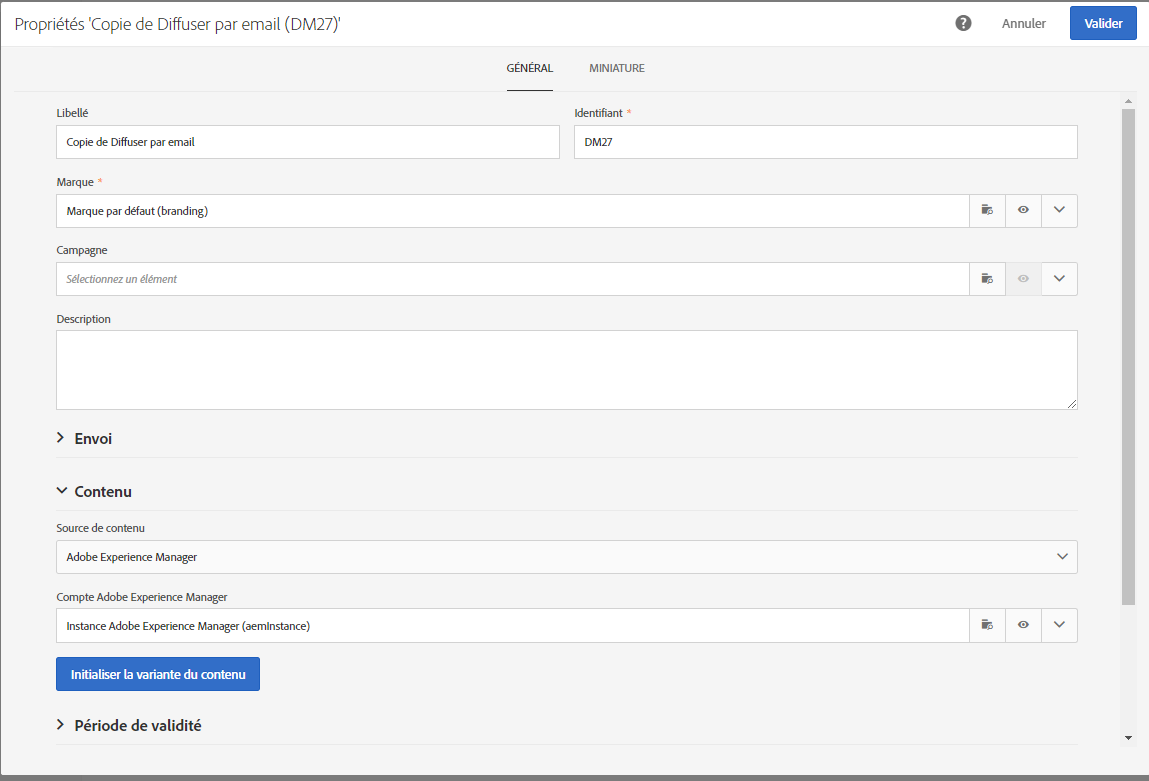 Propriétés 'Copie de Diffuser par email (DM27)'
? Annuler Valider
GÉNÉRAL MINIATURE
Libellé Identifiant *
Copie de Diffuser par email DM27
Marque *
Marque par défaut (branding)
Campagne
Sélectionnez un élément
Description
Envoi
Contenu
Source de contenu
Adobe Experience Manager
Compte Adobe Experience Manager
Instance Adobe Experience Manager (aemInstance)
Initialiser la variante du contenu
Période de validité